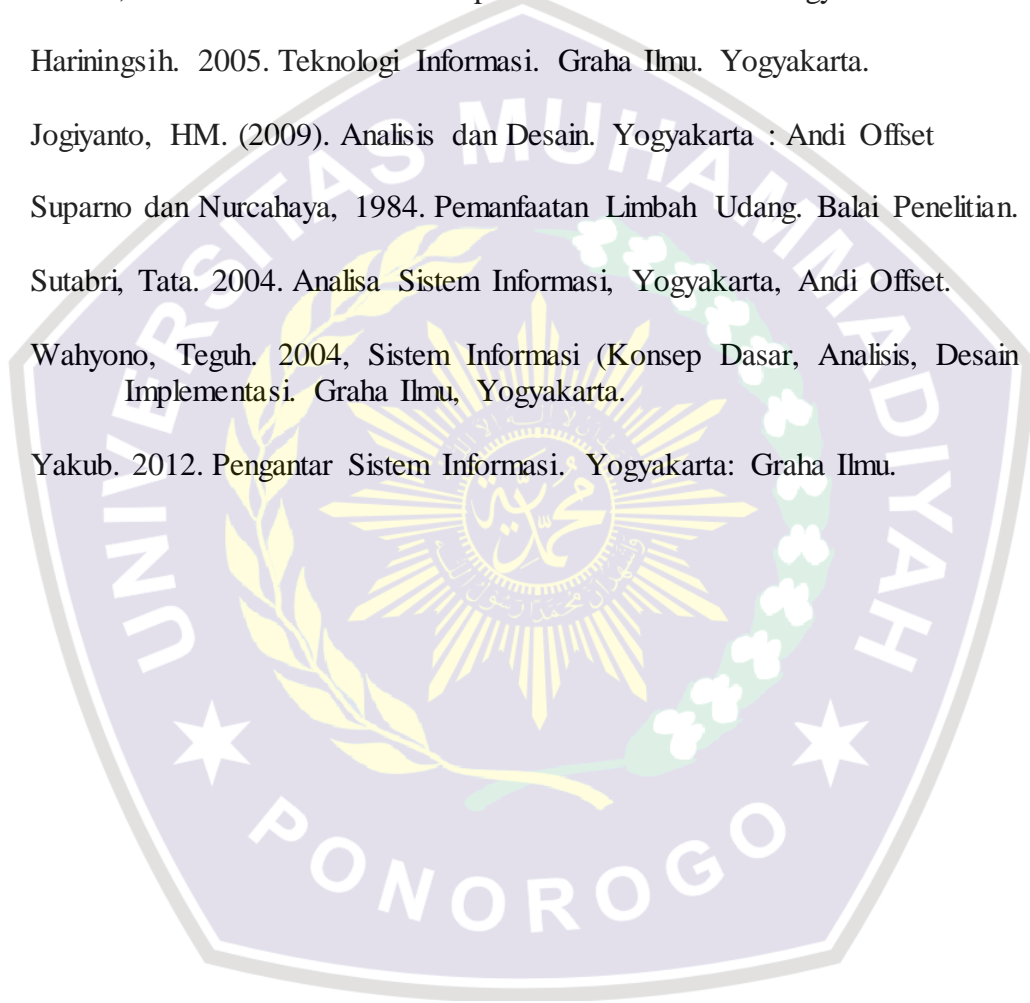 Hariningsih. 2005. Teknologi Informasi. Graha Ilmu. Yogyakarta.
Jogiyanto, HM. (2009). Analisis dan Desain. Yogyakarta : Andi Offset
Suparno dan Nurcahaya, 1984. Pemanfaatan Limbah Udang. Balai Penelitian.
Sutabri, Tata. 2004. Analisa Sistem Informasi, Yogyakarta, Andi Offset.
Wahyono, Teguh. 2004, Sistem Informasi (Konsep Dasar, Analisis, Desain
Implementasi. Graha Ilmu, Yogyakarta.
Yakub. 2012. Pengantar Sistem Informasi. Yogyakarta: Graha Ilmu.
UNIVERSITAS MUHAMMADIYAH
محمدية
PONOROGO